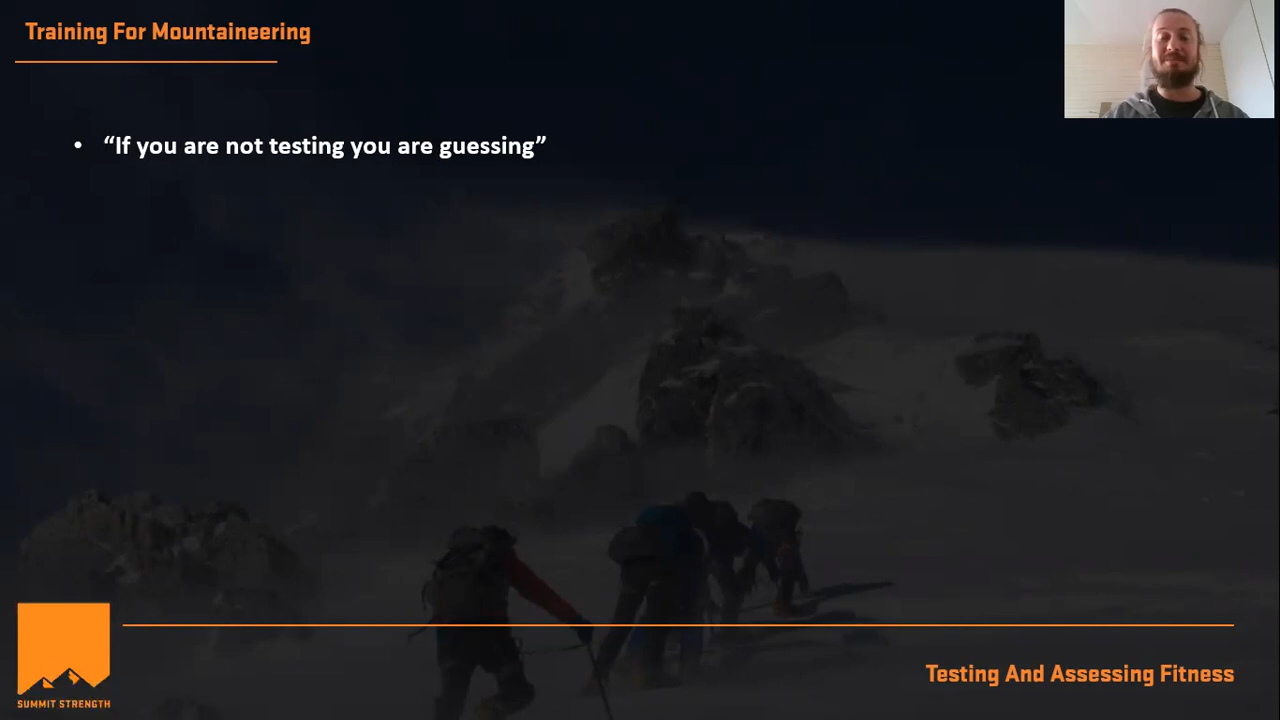 Training For Mountaineering
• “If you are not testing you are guessing”
SUMMIT STRENGTH
Testing And Assessing Fitness